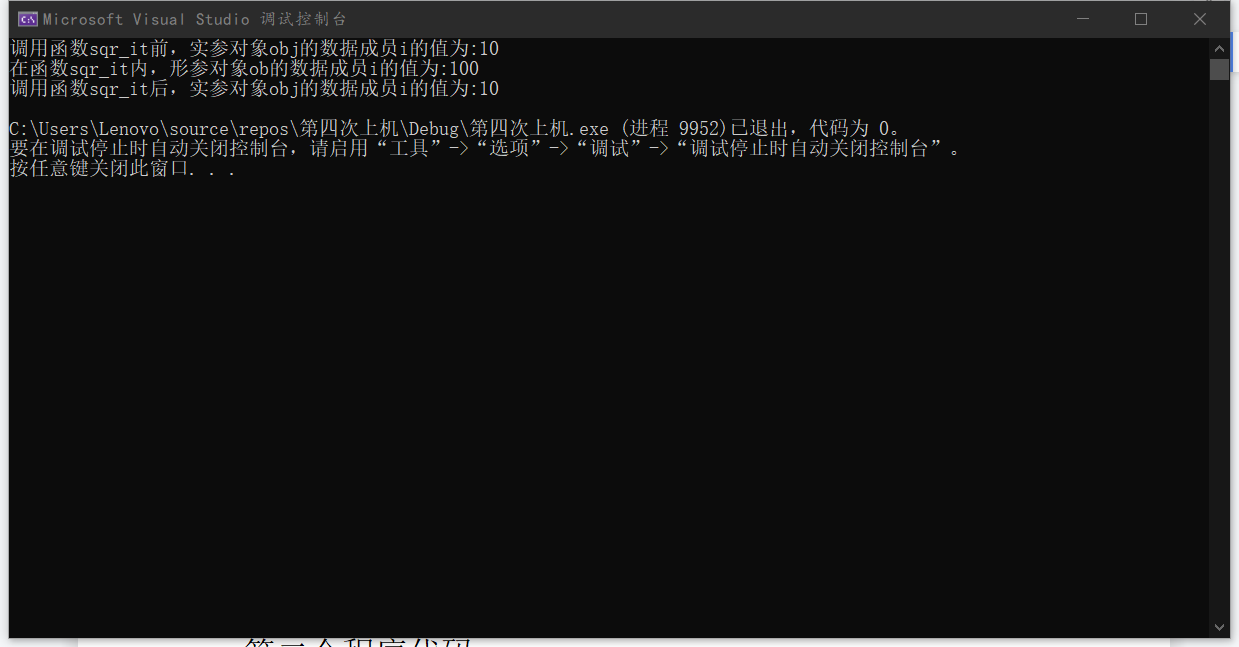 Microsoft Visual Studio 调试控制台
调用函数sqr_it前，实参对象obj的数据成员i的值为:10
在函数sqr_it内，形参对象ob的数据成员i的值为:100
调用函数sqr_it后，实参对象obj的数据成员i的值为:10
C:\Users\Lenovo\source\repos\第四次上机\Debug\第四次上机.exe (进程 9952)已退出，代码为 0。
要在调试停止时自动关闭控制台，请启用“工具”->“选项”->“调试”->“调试停止时自动关闭控制台”。
按任意键关闭此窗口. . .